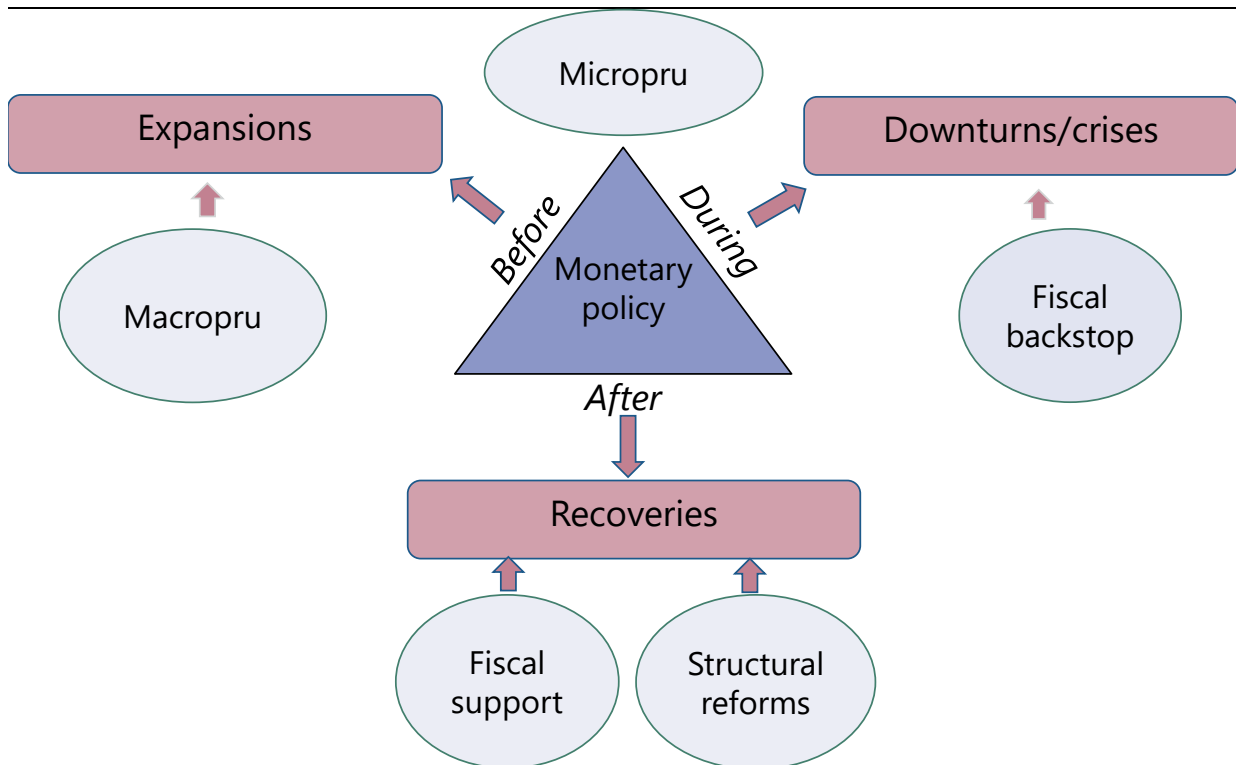 Micropru
Expansions
Downturns/crises
Before
During
Macropru
Monetary
policy
Fiscal
backstop
After
Recoveries
Fiscal
support
Structural
reforms